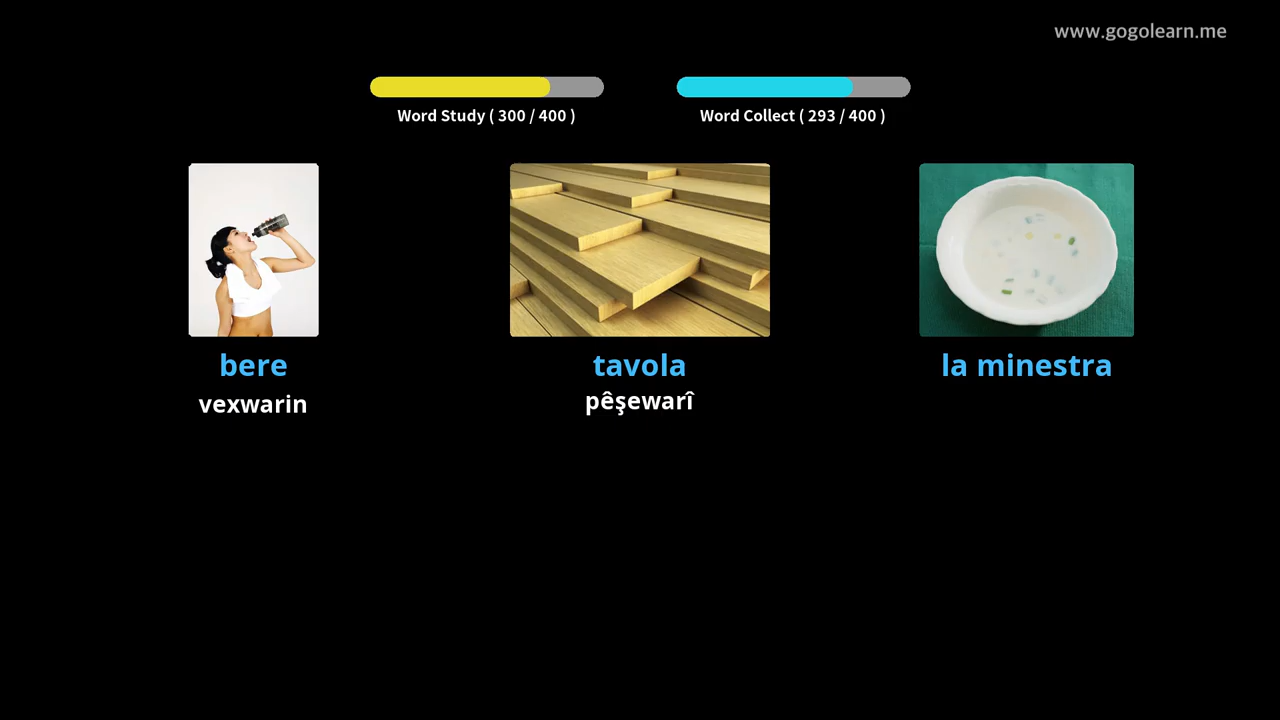 www.gogolearn.me
Word Study ( 300 / 400 )
Word Collect ( 293 / 400 )
bere
tavola
la minestra
vexwarin
pêşewarî